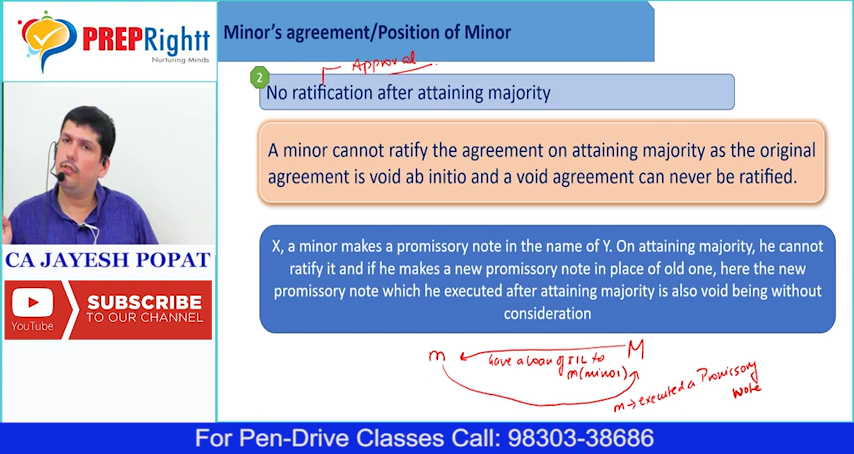 PREPRightt
Nurturing Minds
Minor's agreement/Position of Minor
Approval
2
No ratification after attaining majority
A minor cannot ratify the agreement on attaining majority as the original
agreement is void ab initio and a void agreement can never be ratified.
CA JAYESH POPAT
YouTube
SUBSCRIBE
TO OUR CHANNEL
X, a minor makes a promissory note in the name of Y. On attaining majority, he cannot
ratify it and if he makes a new promissory note in place of old one, here the new
promissory note which he executed after attaining majority is also void being without
consideration
m
M
have a loan of to
m(minor)
m → executed a Promissory
Note
For Pen-Drive Classes Call: 98303-38686